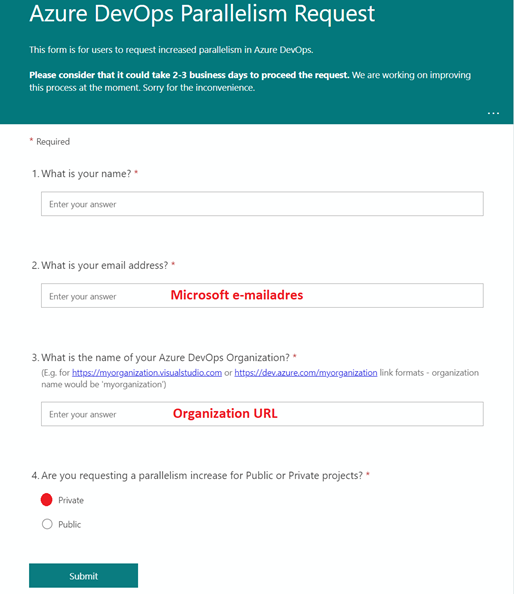 Azure DevOps Parallelism Request
This form is for users to request increased parallelism in Azure DevOps.
Please consider that it could take 2-3 business days to proceed the request. We are working on improving
this process at the moment. Sorry for the inconvenience.
...
* Required
1. What is your name? *
Enter your answer
2. What is your email address? *
Enter your answer Microsoft e-mailadres
3. What is the name of your Azure DevOps Organization? *
(E.g. for https://myorganization.visualstudio.com or https://dev.azure.com/myorganization link formats - organization
name would be 'myorganization')
Enter your answer Organization URL
4. Are you requesting a parallelism increase for Public or Private projects? *
Private
Public
Submit